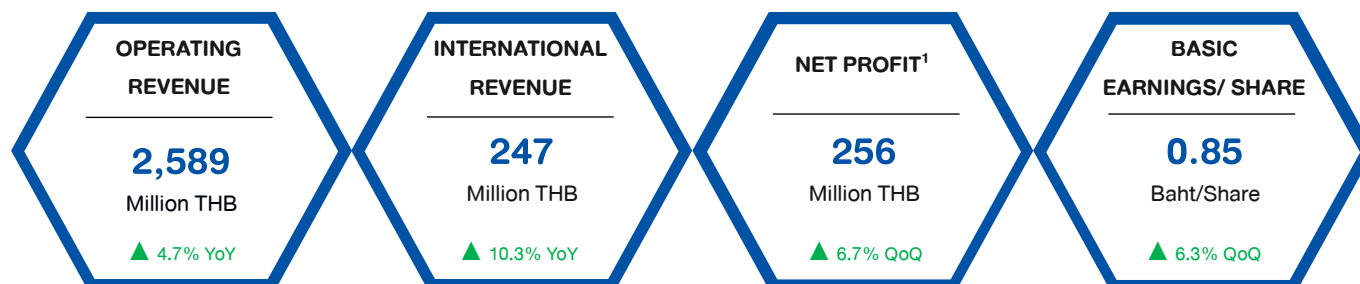 OPERATING
REVENUE
2,589
Million THB
▲ 4.7% YoY
INTERNATIONAL
REVENUE
247
Million THB
▲ 10.3% YoY
NET PROFIT¹
256
Million THB
▲ 6.7% QoQ
BASIC
EARNINGS/ SHARE
0.85
Baht/Share
▲ 6.3% QoQ